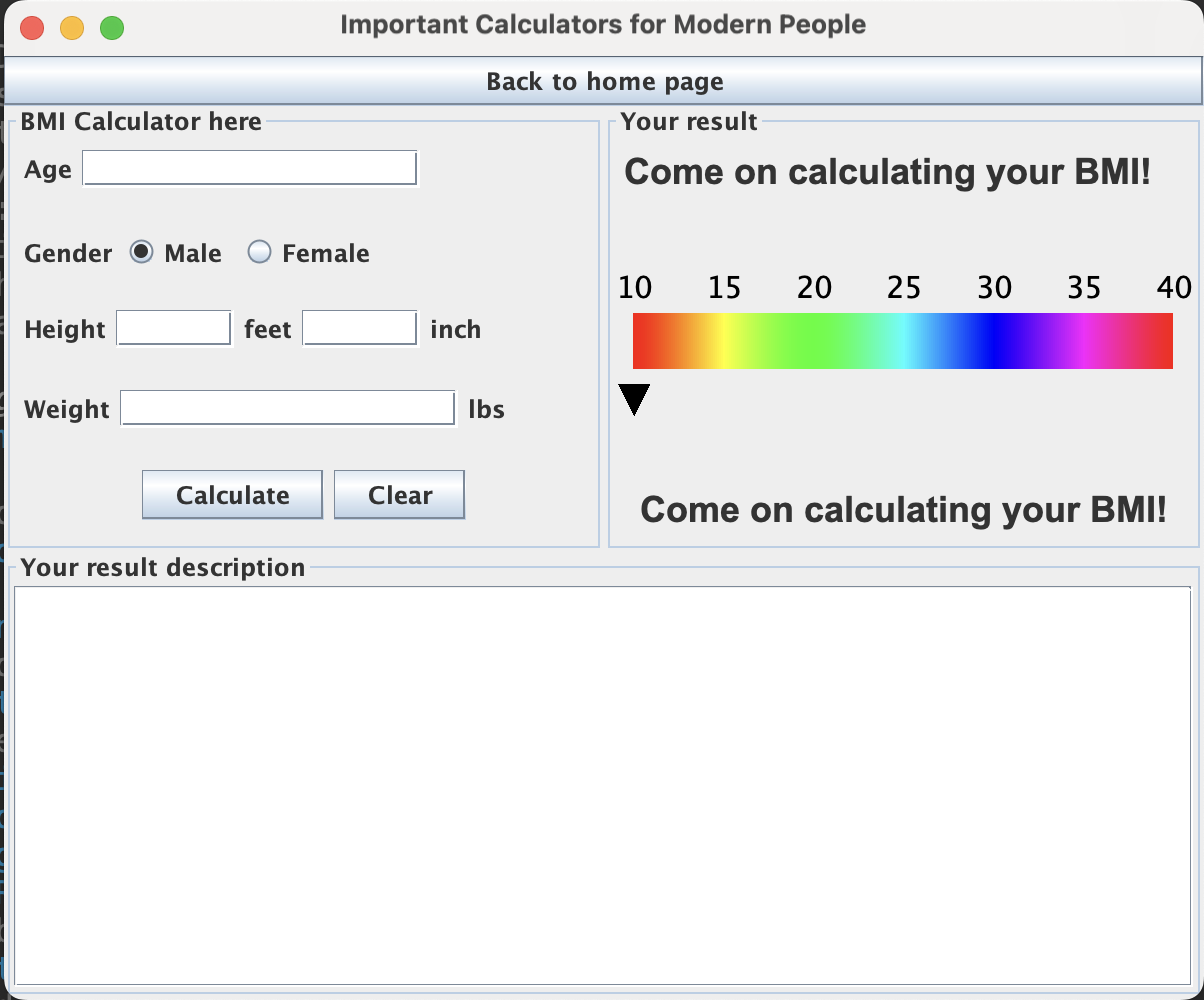 Important Calculators for Modern People
Back to home page
BMI Calculator here
Age
Gender Male Female
Height feet inch
Weight lbs
Calculate Clear
Your result
Come on calculating your BMI!
10 15 20 25 30 35 40
Come on calculating your BMI!
Your result description